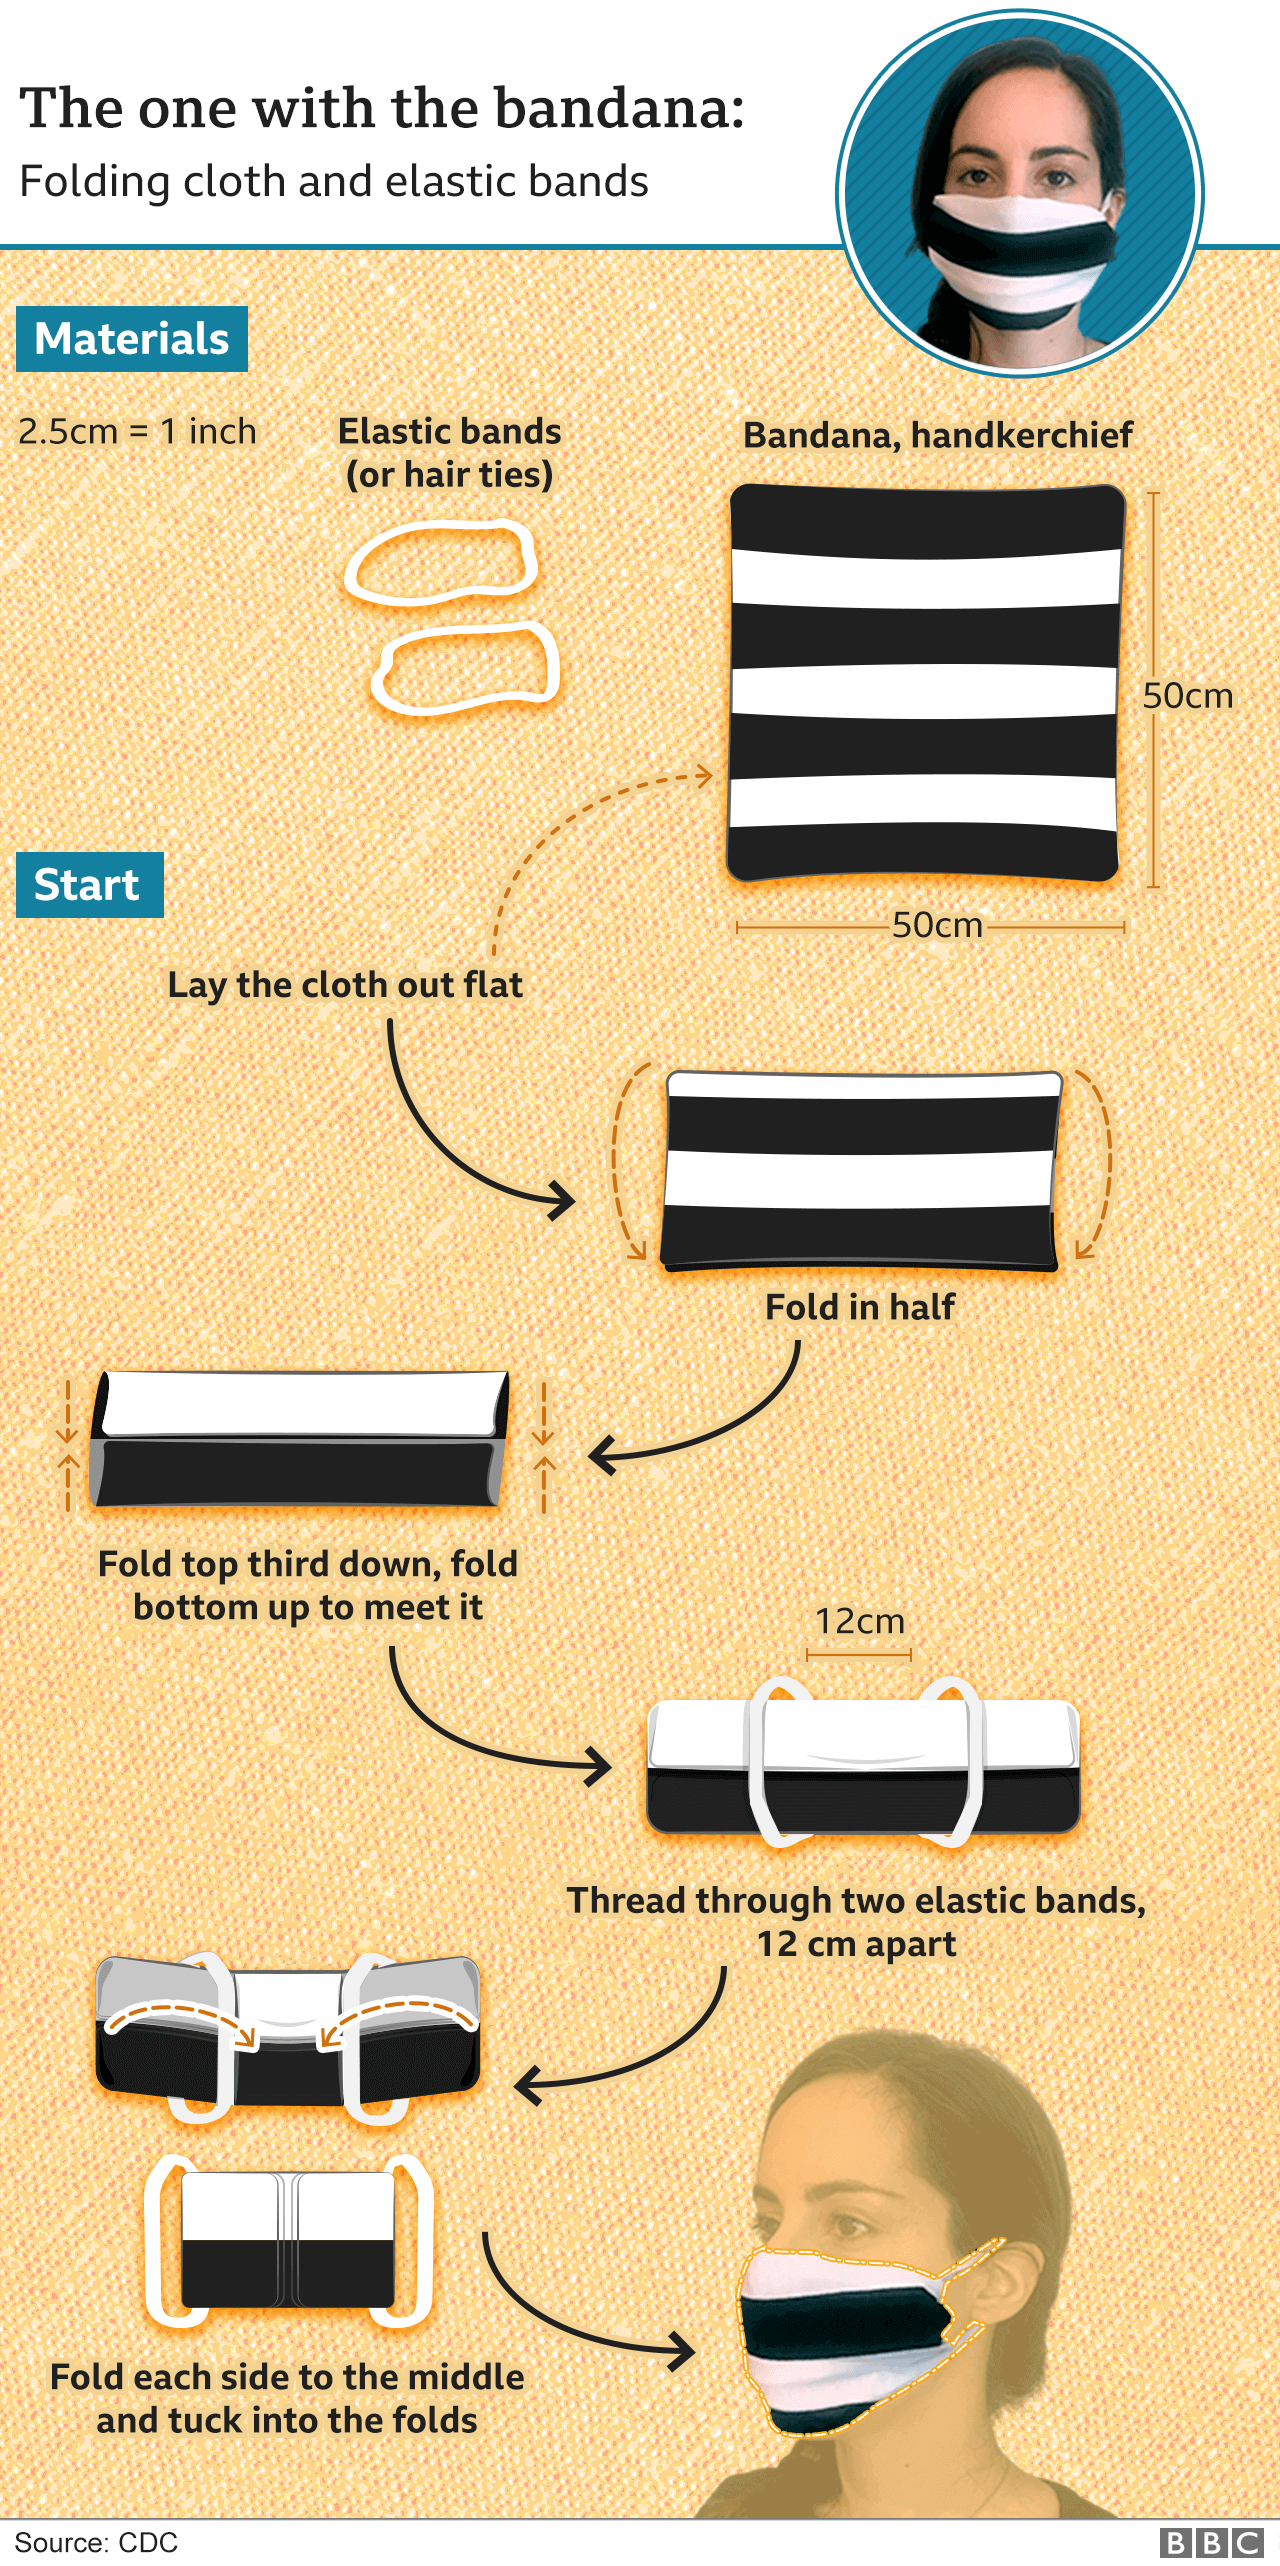 The one with the bandana:
Folding cloth and elastic bands
Materials
2.5cm = 1 inch
Elastic bands
(or hair ties)
Bandana, handkerchief
50cm
50cm
Start
Lay the cloth out flat
Fold in half
Fold top third down, fold
bottom up to meet it
12cm
Thread through two elastic bands,
12 cm apart
Fold each side to the middle
and tuck into the folds
Source: CDC
BBC